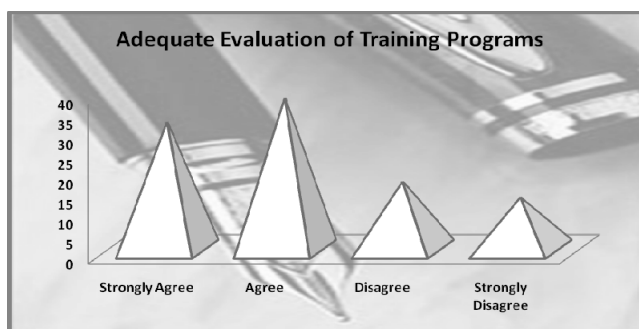 Adequate Evaluation of Training Programs
40
35
30
25
20
15
10
5
0
Strongly Agree
Agree
Disagree
Strongly
Disagree